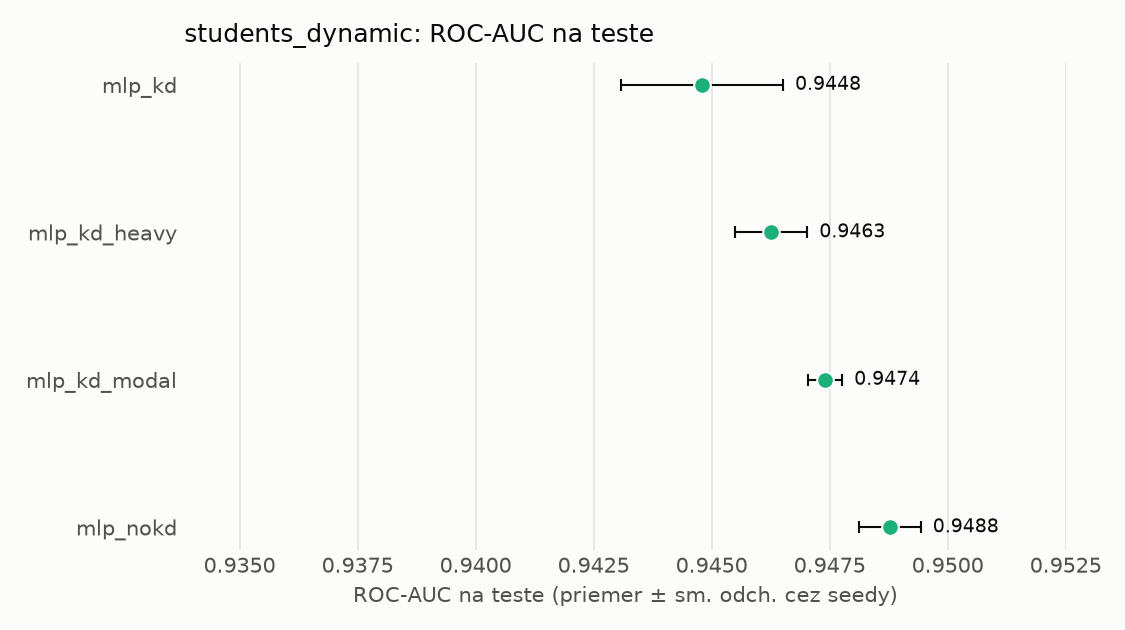 students_dynamic: ROC-AUC na teste
mlp_kd
0.9448
mlp_kd_heavy
0.9463
mlp_kd_modal
0.9474
mlp_nokd
0.9488
0.9350 0.9375 0.9400 0.9425 0.9450 0.9475 0.9500 0.9525
ROC-AUC na teste (priemer ± sm. odch. cez seedy)